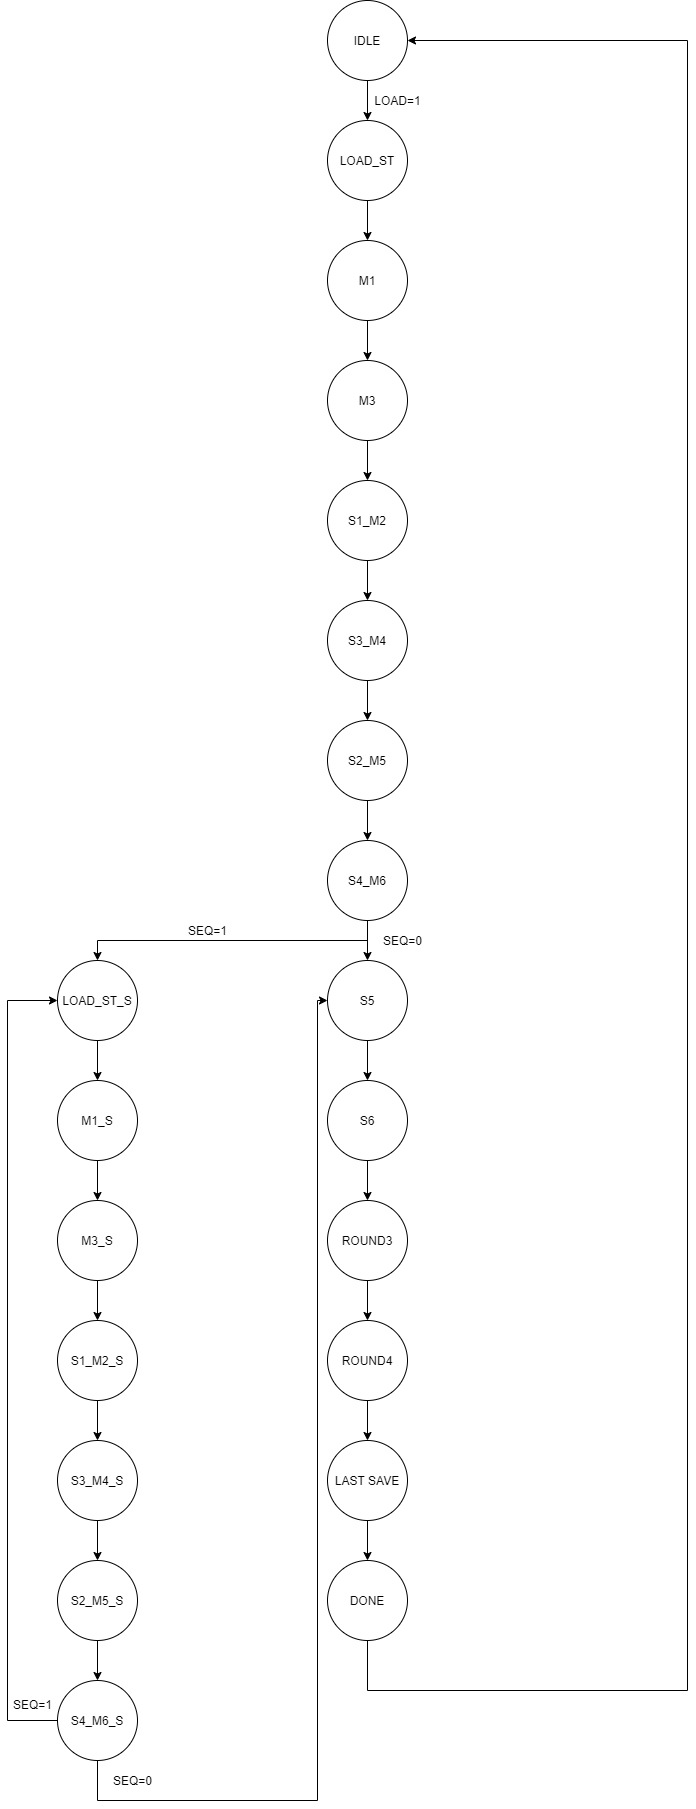 IDLE
LOAD=1
LOAD_ST
M1
M3
S1_M2
S3_M4
S2_M5
S4_M6
SEQ=1
SEQ=0
LOAD_ST_S
S5
M1_S
S6
M3_S
ROUND3
S1_M2_S
ROUND4
S3_M4_S
LAST SAVE
S2_M5_S
DONE
SEQ=1
S4_M6_S
SEQ=0